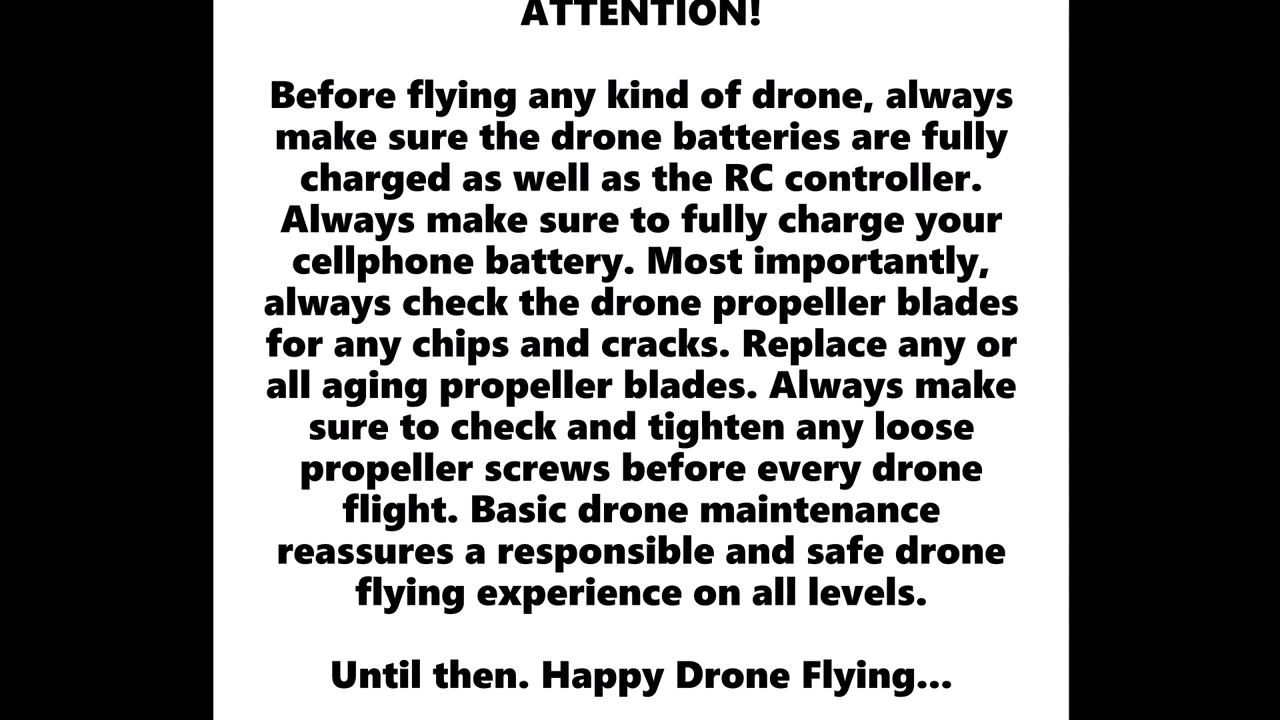 ATTENTION!
Before flying any kind of drone, always
make sure the drone batteries are fully
charged as well as the RC controller.
Always make sure to fully charge your
cellphone battery. Most importantly,
always check the drone propeller blades
for any chips and cracks. Replace any or
all aging propeller blades. Always make
sure to check and tighten any loose
propeller screws before every drone
flight. Basic drone maintenance
reassures a responsible and safe drone
flying experience on all levels.
Until then. Happy Drone Flying...